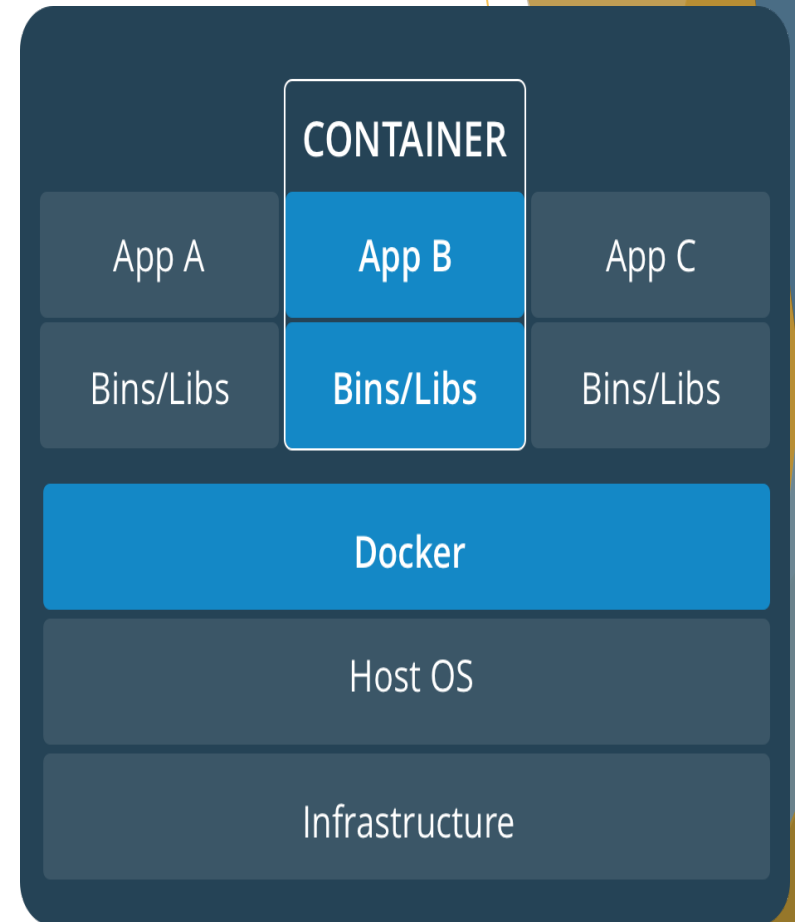 CONTAINER
App A
App B
App C
Bins/Libs
Bins/Libs
Bins/Libs
Docker
Host OS
Infrastructure